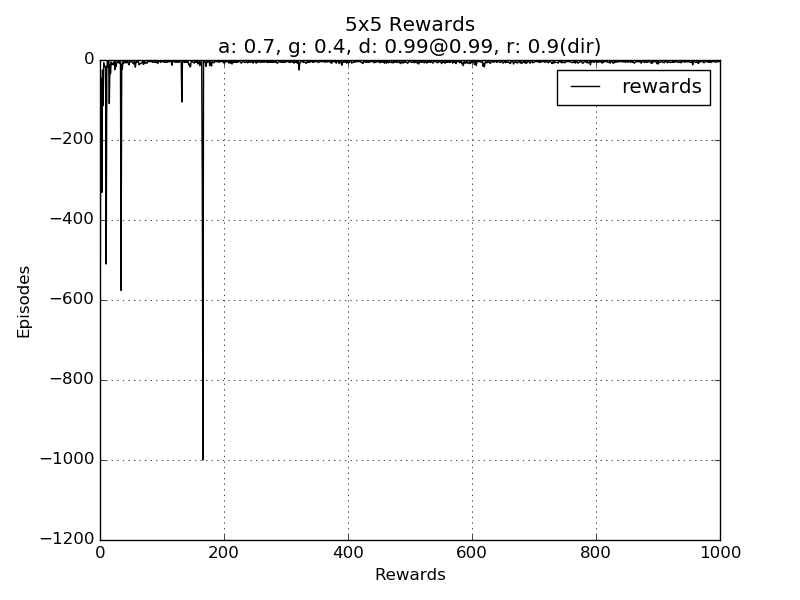 5x5 Rewards
a: 0.7, g: 0.4, d: 0.99@0.99, r: 0.9(dir)
rewards
0
−200
−400
−600
−800
−1000
−1200
Episodes
0 200 400 600 800 1000
Rewards